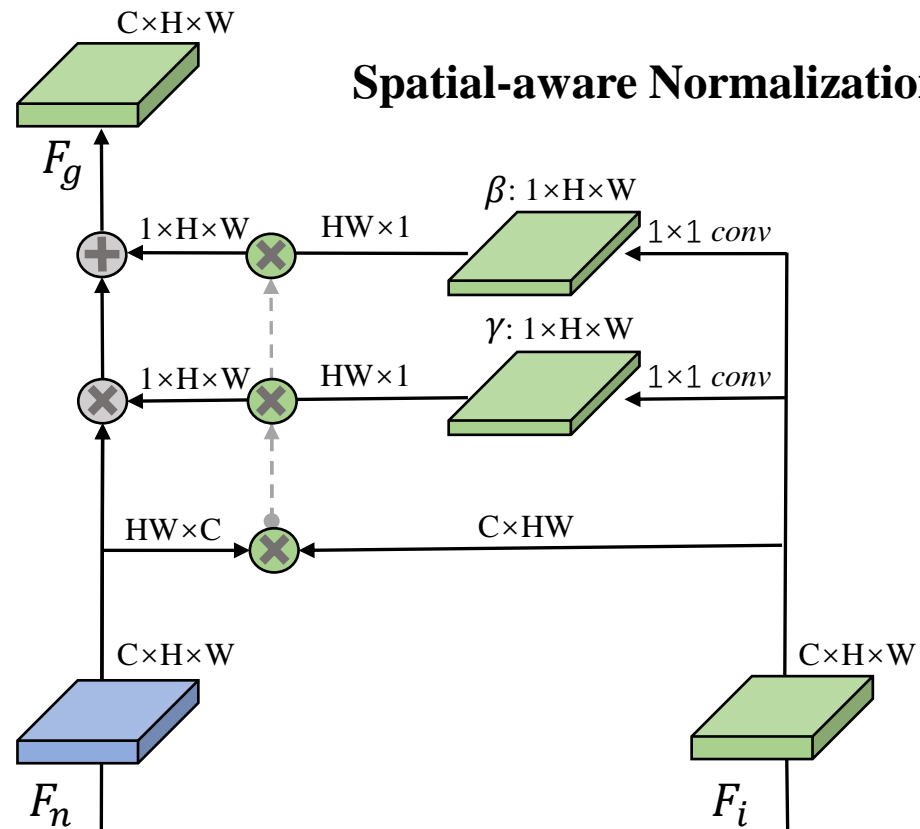 C×H×W
Spatial-aware Normalization
F_g
β: 1×H×W
1×H×W
HW×1
1×1 conv
γ: 1×H×W
1×H×W
HW×1
1×1 conv
HW×C
C×HW
C×H×W
C×H×W
F_n
F_i